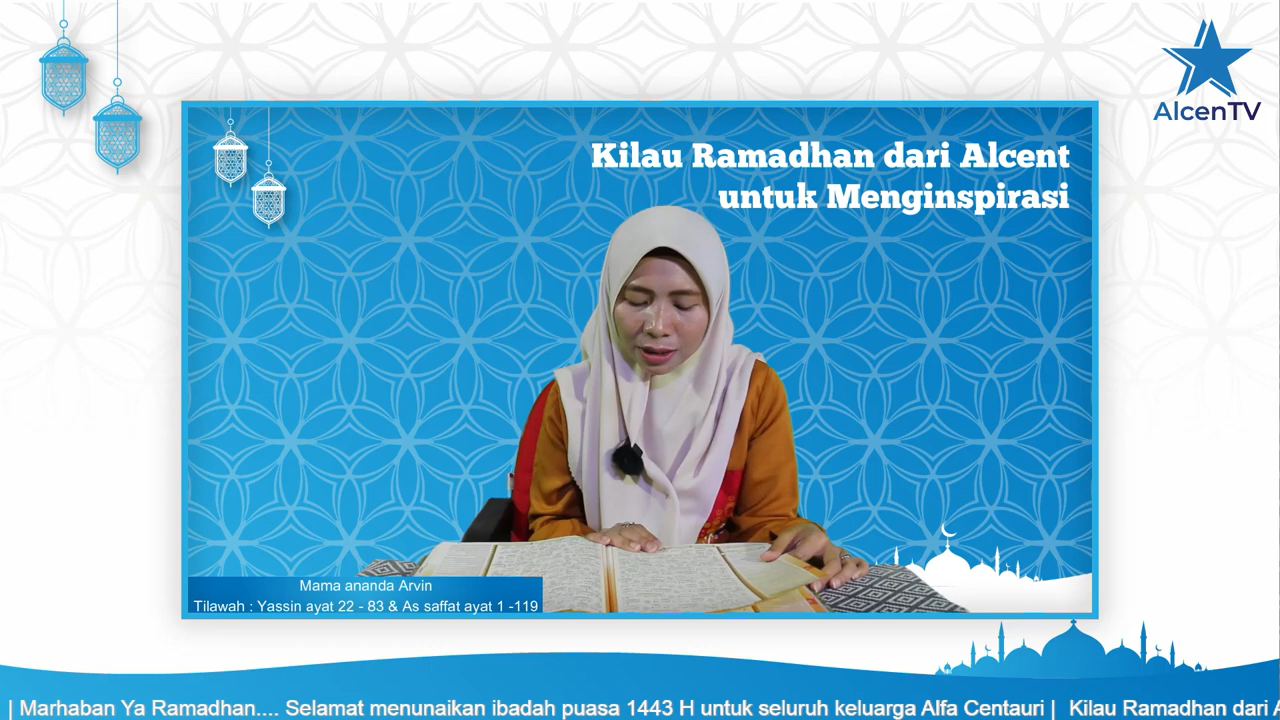 AlcenTV
Kilau Ramadhan dari Alcent
untuk Menginspirasi
Mama ananda Arvin
Tilawah : Yassin ayat 22 - 83 & As saffat ayat 1 -119
| Marhaban Ya Ramadhan.... Selamat menunaikan ibadah puasa 1443 H untuk seluruh keluarga Alfa Centauri | Kilau Ramadhan dari